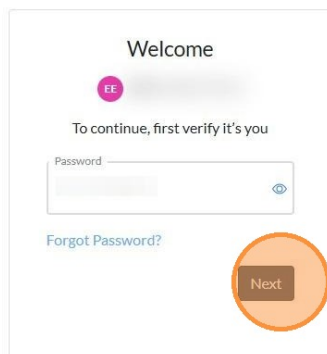 Welcome
EE
To continue, first verify it's you
Password
Forgot Password?
Next